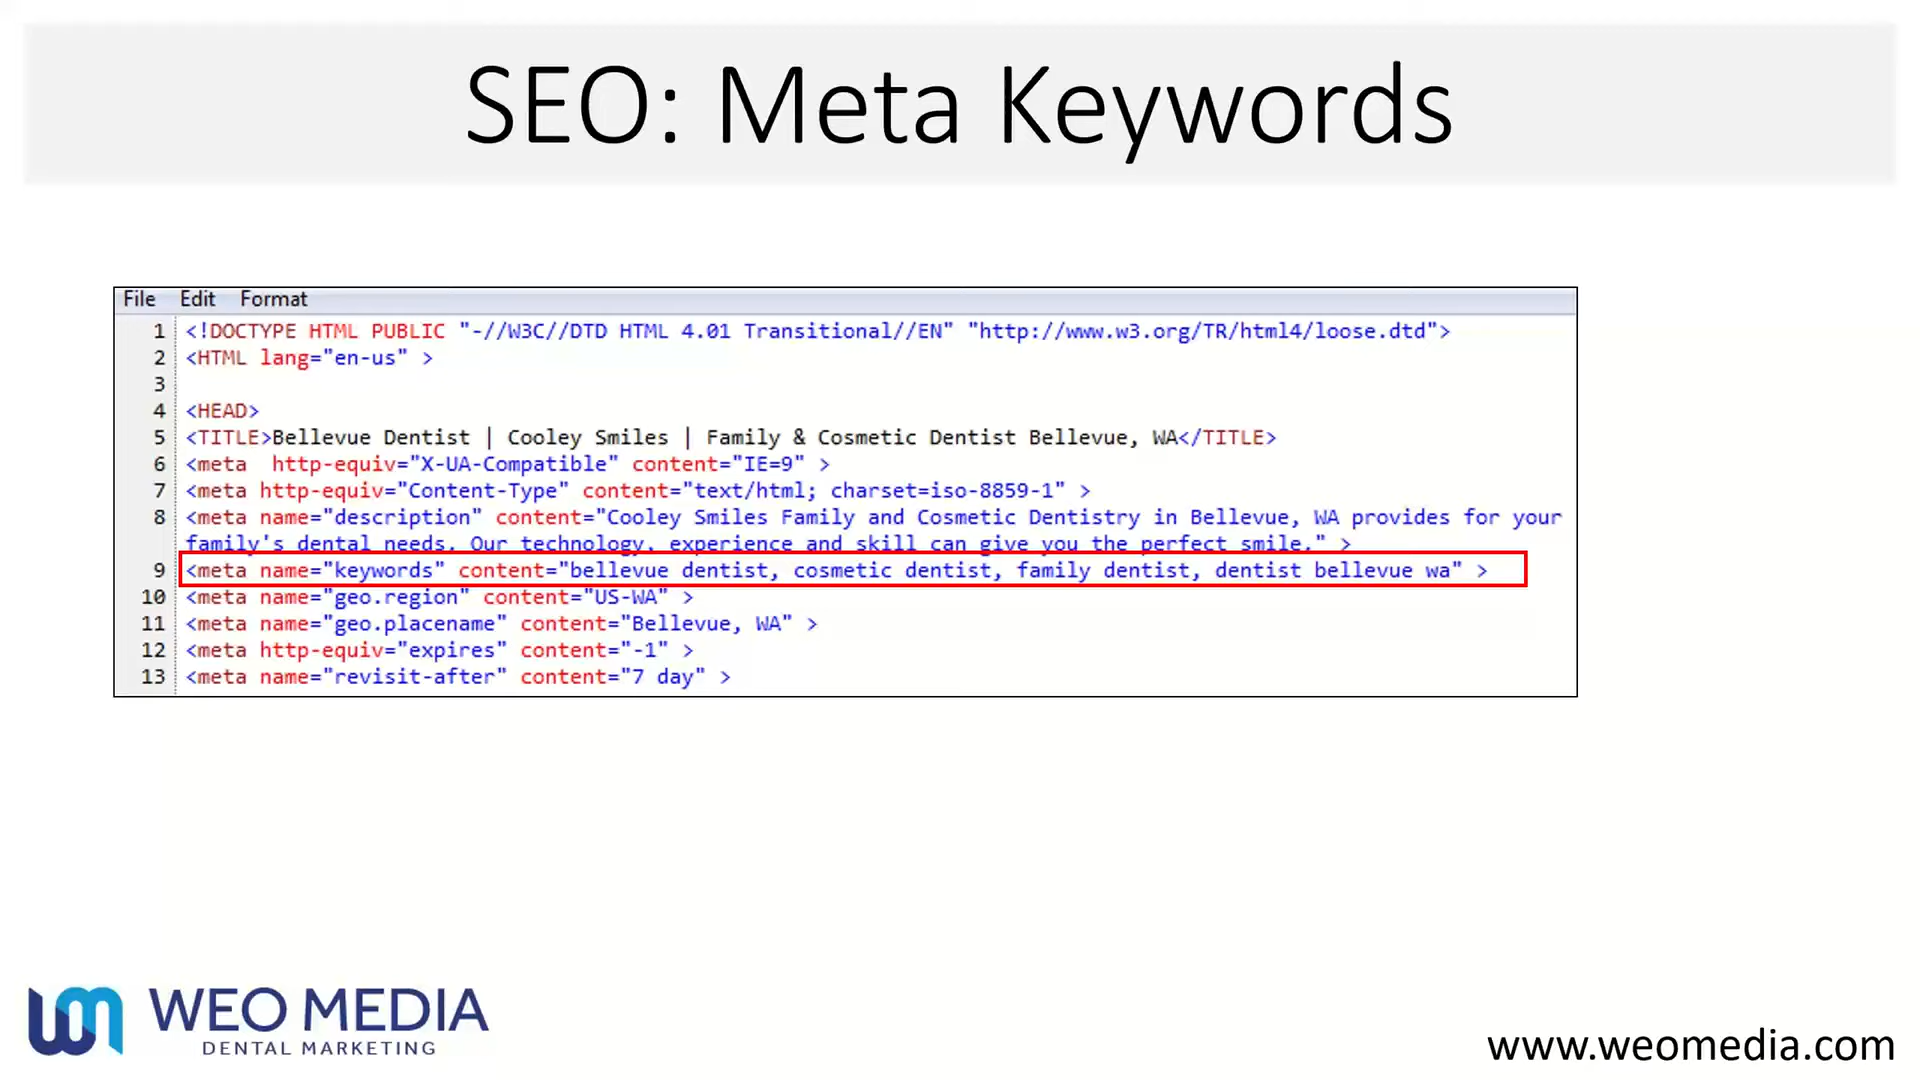 SEO: Meta Keywords
File Edit Format
1 <!DOCTYPE HTML PUBLIC "-//W3C//DTD HTML 4.01 Transitional//EN" "http://www.w3.org/TR/html4/loose.dtd">
2 <HTML lang="en-us" >
3
4 <HEAD>
5 <TITLE>Bellevue Dentist | Cooley Smiles | Family & Cosmetic Dentist Bellevue, WA</TITLE>
6 <meta  http-equiv="X-UA-Compatible" content="IE=9" >
7 <meta http-equiv="Content-Type" content="text/html; charset=iso-8859-1" >
8 <meta name="description" content="Cooley Smiles Family and Cosmetic Dentistry in Bellevue, WA provides for your
family's dental needs. Our technology, experience and skill can give you the perfect smile." >
9 <meta name="keywords" content="bellevue dentist, cosmetic dentist, family dentist, dentist bellevue wa" >
10 <meta name="geo.region" content="US-WA" >
11 <meta name="geo.placename" content="Bellevue, WA" >
12 <meta http-equiv="expires" content="-1" >
13 <meta name="revisit-after" content="7 day" >
WEO MEDIA
DENTAL MARKETING
www.weomedia.com